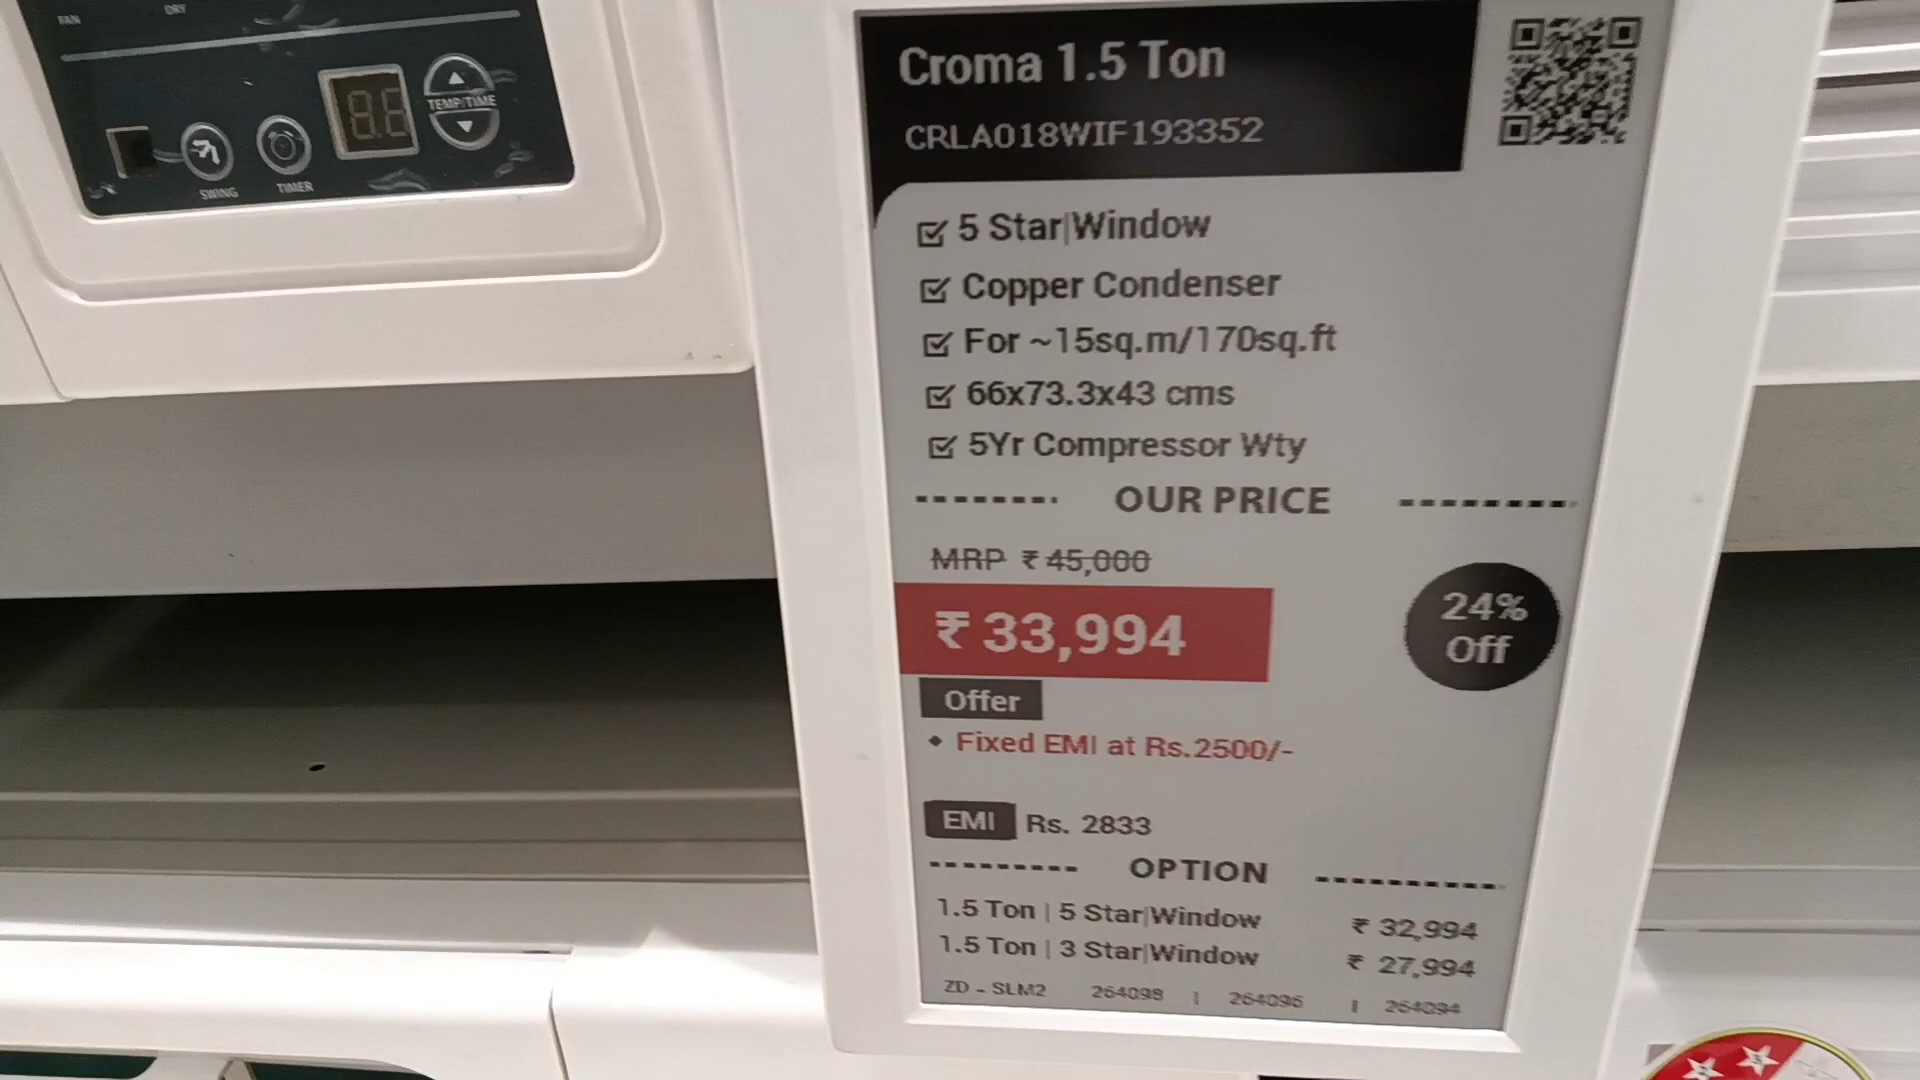 FAN
DRY
TEMP/TIME
SWING
TIMER
Croma 1.5 Ton
CRLA018WIF193352
5 Star|Window
Copper Condenser
For ~15sq.m/170sq.ft
66x73.3x43 cms
5Yr Compressor Wty
OUR PRICE
MRP ₹ 45,000
₹ 33,994
24%
Off
Offer
Fixed EMI at Rs.2500/-
EMI Rs. 2833
OPTION
1.5 Ton | 5 Star|Window ₹ 32,994
1.5 Ton | 3 Star|Window ₹ 27,994
ZD - SLM2 264098 | 264096 | 264094